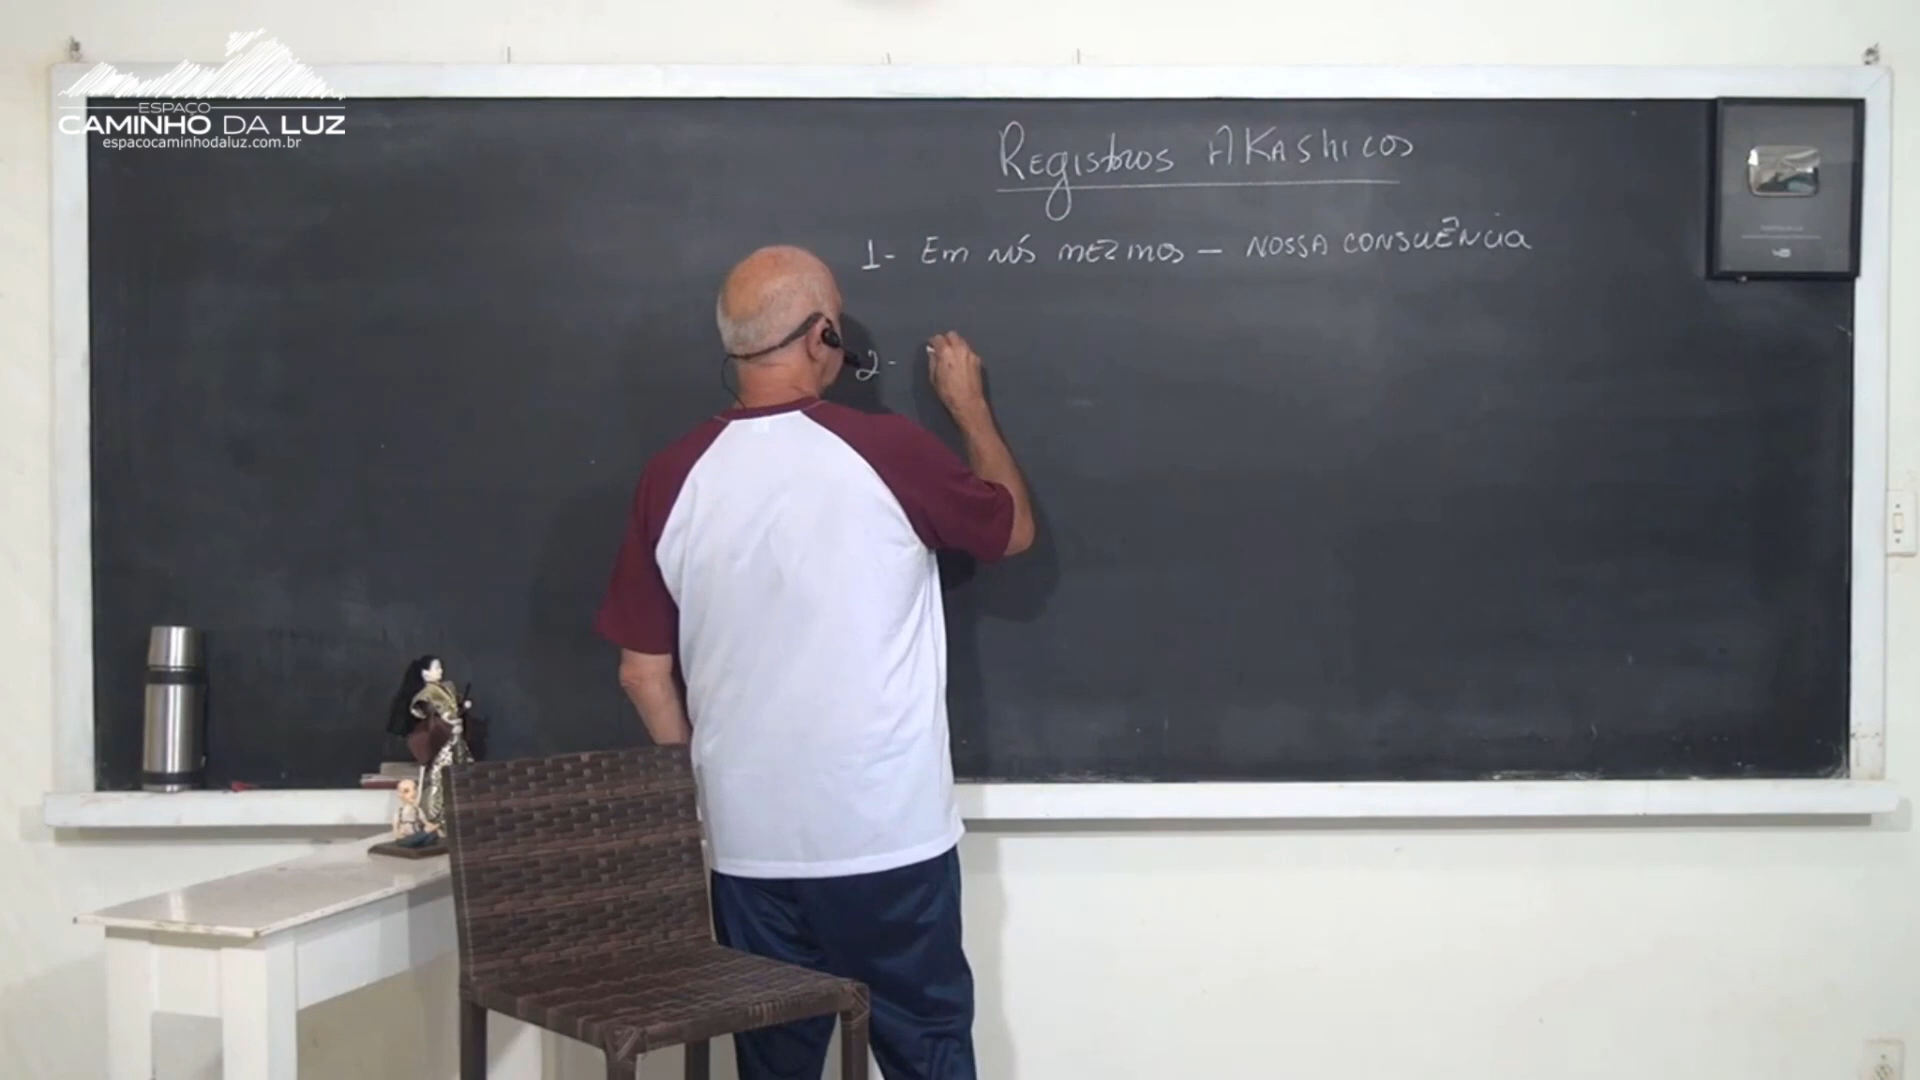 ESPAÇO
CAMINHO DA LUZ
espacocaminhodaluz.com.br
Registros AKAShicos
1- Em nós mezmos — NOSSA CONSCIÊNCIA
2-